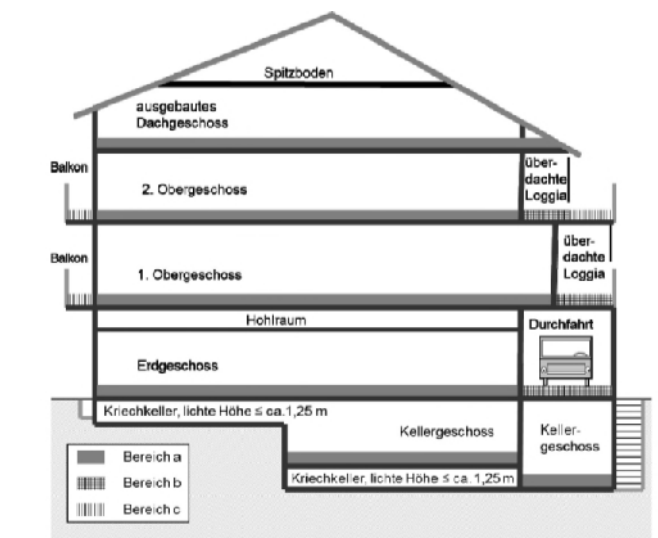 Spitzboden
ausgebautes
Dachgeschoss
Balkon
2. Obergeschoss
über-
dachte
Loggia
Balkon
1. Obergeschoss
über-
dachte
Loggia
Hohlraum
Durchfahrt
Erdgeschoss
Kriechkeller, lichte Höhe ≤ ca.1,25 m
Kellergeschoss
Keller-
geschoss
Kriechkeller, lichte Höhe ≤ ca. 1,25 m
Bereich a
Bereich b
Bereich c